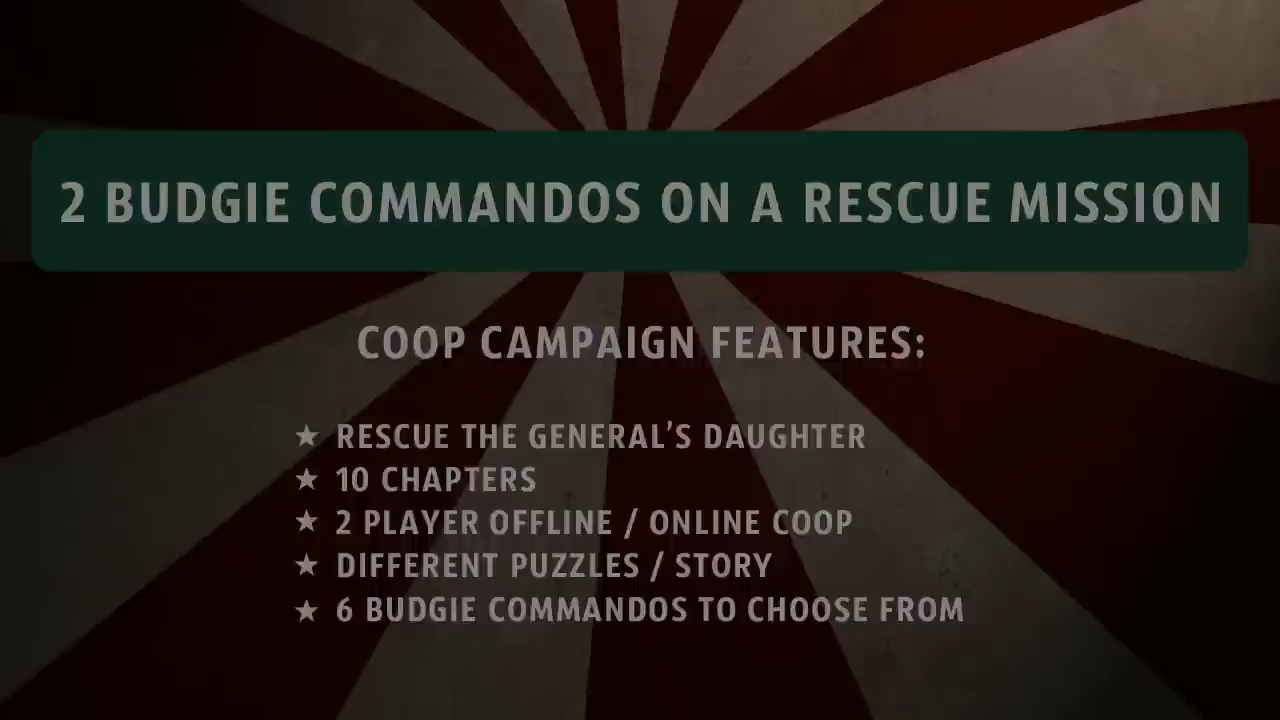 2 BUDGIE COMMANDOS ON A RESCUE MISSION
COOP CAMPAIGN FEATURES:
★ RESCUE THE GENERAL'S DAUGHTER
★ 10 CHAPTERS
★ 2 PLAYER OFFLINE / ONLINE COOP
★ DIFFERENT PUZZLES / STORY
★ 6 BUDGIE COMMANDOS TO CHOOSE FROM